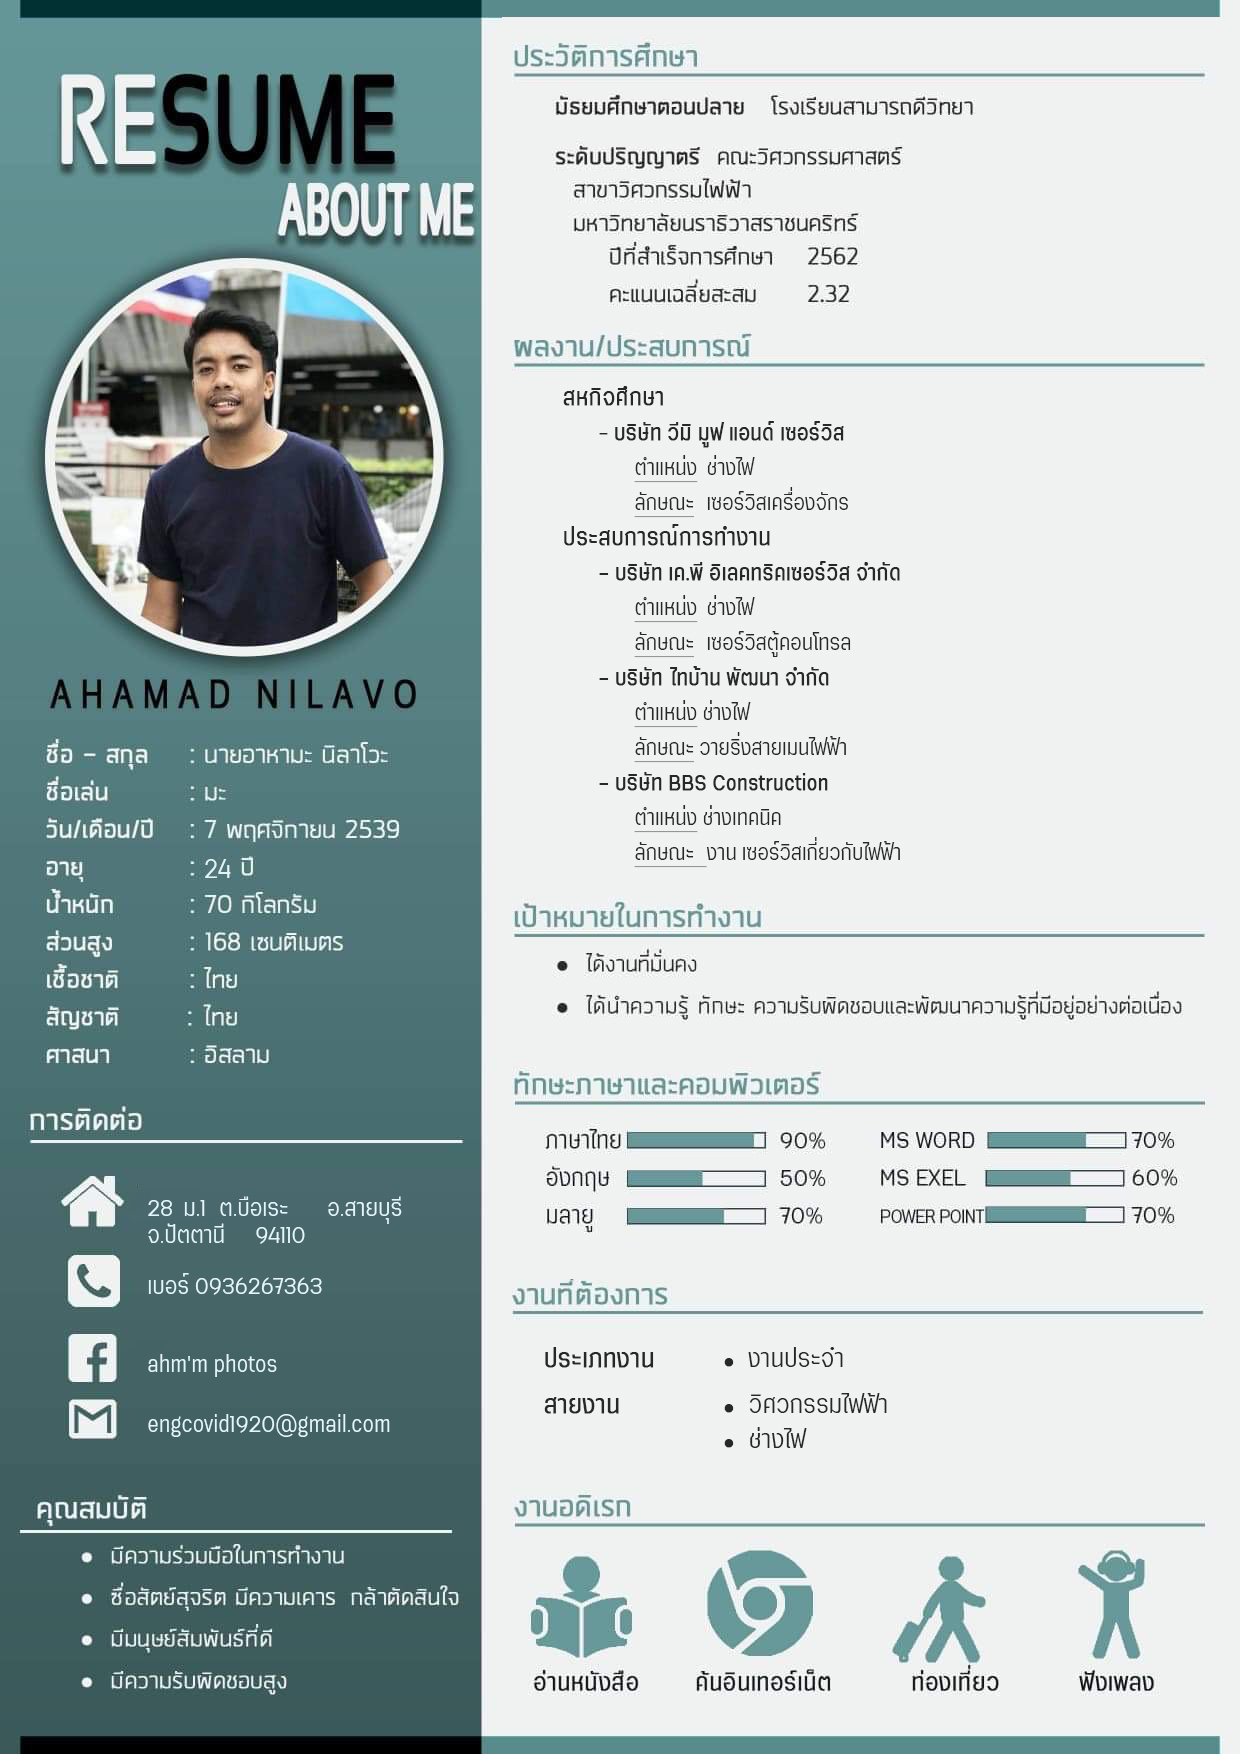 RESUME
ABOUT ME
AHAMAD NILAVO
ชื่อ - สกุล : นายอาหามะ นิลาโวะ
ชื่อเล่น : มะ
วัน/เดือน/ปี : 7 พฤศจิกายน 2539
อายุ : 24 ปี
น้ำหนัก : 70 กิโลกรัม
ส่วนสูง : 168 เซนติเมตร
เชื้อชาติ : ไทย
สัญชาติ : ไทย
ศาสนา : อิสลาม
การติดต่อ
28 ม.1 ต.บือเระ อ.สายบุรี
จ.ปัตตานี 94110
เบอร์ 0936267363
ahm'm photos
engcovid1920@gmail.com
คุณสมบัติ
● มีความร่วมมือในการทำงาน
● ซื่อสัตย์สุจริต มีความเคาร กล้าตัดสินใจ
● มีมนุษย์สัมพันธ์ที่ดี
● มีความรับผิดชอบสูง
ประวัติการศึกษา
มัธยมศึกษาตอนปลาย โรงเรียนสามารถดีวิทยา
ระดับปริญญาตรี คณะวิศวกรรมศาสตร์
สาขาวิศวกรรมไฟฟ้า
มหาวิทยาลัยนราธิวาสราชนคริทร์
ปีที่สำเร็จการศึกษา 2562
คะแนนเฉลี่ยสะสม 2.32
ผลงาน/ประสบการณ์
สหกิจศึกษา
- บริษัท วีมิ มูฟ แอนด์ เซอร์วิส
ตำแหน่ง ช่างไฟ
ลักษณะ เซอร์วิสเครื่องจักร
ประสบการณ์การทำงาน
- บริษัท เค.พี อิเลคทริคเซอร์วิส จำกัด
ตำแหน่ง ช่างไฟ
ลักษณะ เซอร์วิสตู้คอนโทรล
- บริษัท ไทบ้าน พัฒนา จำกัด
ตำแหน่ง ช่างไฟ
ลักษณะ วายริ่งสายเมนไฟฟ้า
- บริษัท BBS Construction
ตำแหน่ง ช่างเทคนิค
ลักษณะ งาน เซอร์วิสเกี่ยวกับไฟฟ้า
เป้าหมายในการทำงาน
● ได้งานที่มั่นคง
● ได้นำความรู้ ทักษะ ความรับผิดชอบและพัฒนาความรู้ที่มีอยู่อย่างต่อเนื่อง
ทักษะภาษาและคอมพิวเตอร์
ภาษาไทย 90% MS WORD 70%
อังกฤษ 50% MS EXEL 60%
มลายู 70% POWER POINT 70%
งานที่ต้องการ
ประเภทงาน ● งานประจำ
สายงาน ● วิศวกรรมไฟฟ้า
● ช่างไฟ
งานอดิเรก
อ่านหนังสือ ค้นอินเทอร์เน็ต ท่องเที่ยว ฟังเพลง